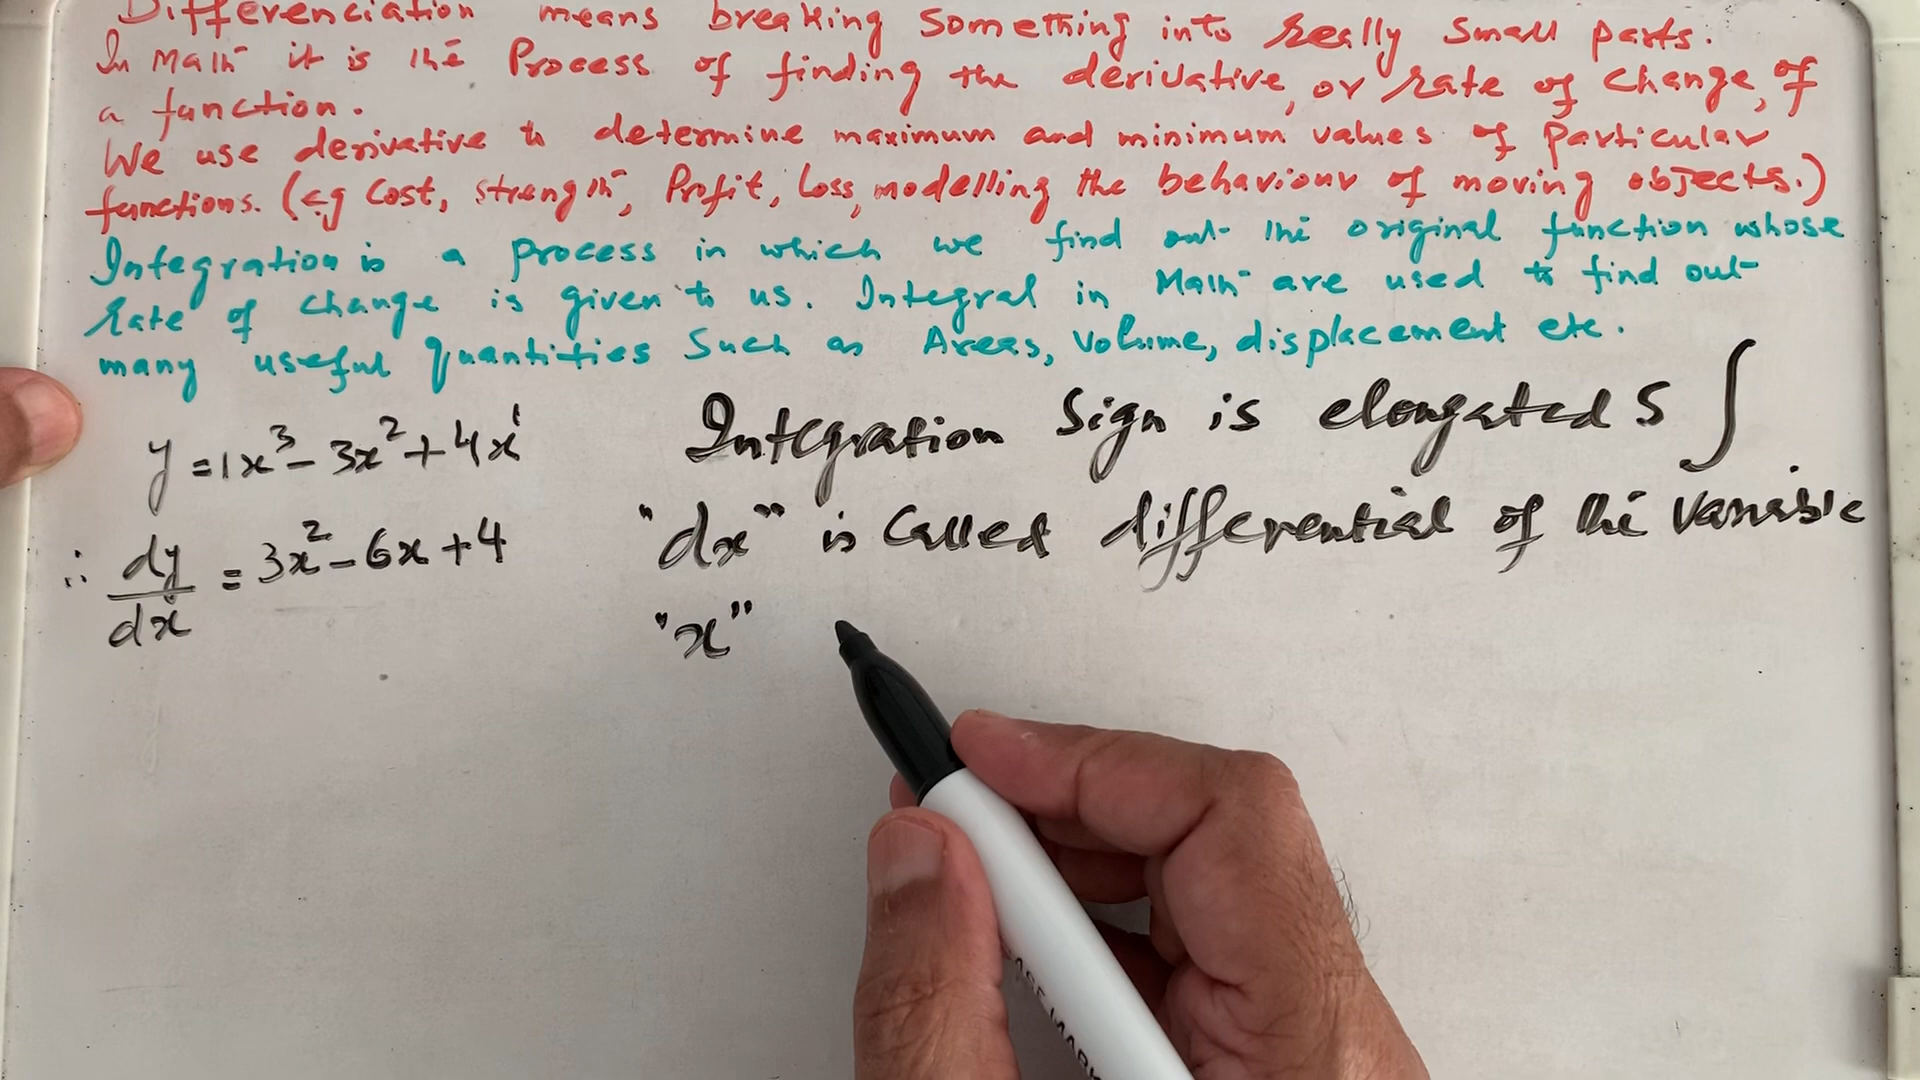 Differenciation means breaking something into really small parts.
In Math it is the Process of finding the derivative, or rate of change, of
a function.
We use derivative to determine maximum and minimum values of particular
functions. (eg Cost, strength, Profit, Loss, modelling the behaviour of moving objects.)
Integration is a process in which we find out the original function whose
rate of change is given to us. Integral in Math are used to find out
many useful quantities such as Areas, Volume, displacement etc.
y = 1x³ - 3x² + 4x¹
∴ dy/dx = 3x² - 6x + 4
Integration Sign is elongated S ∫
"dx" is called differential of the variable
"x"